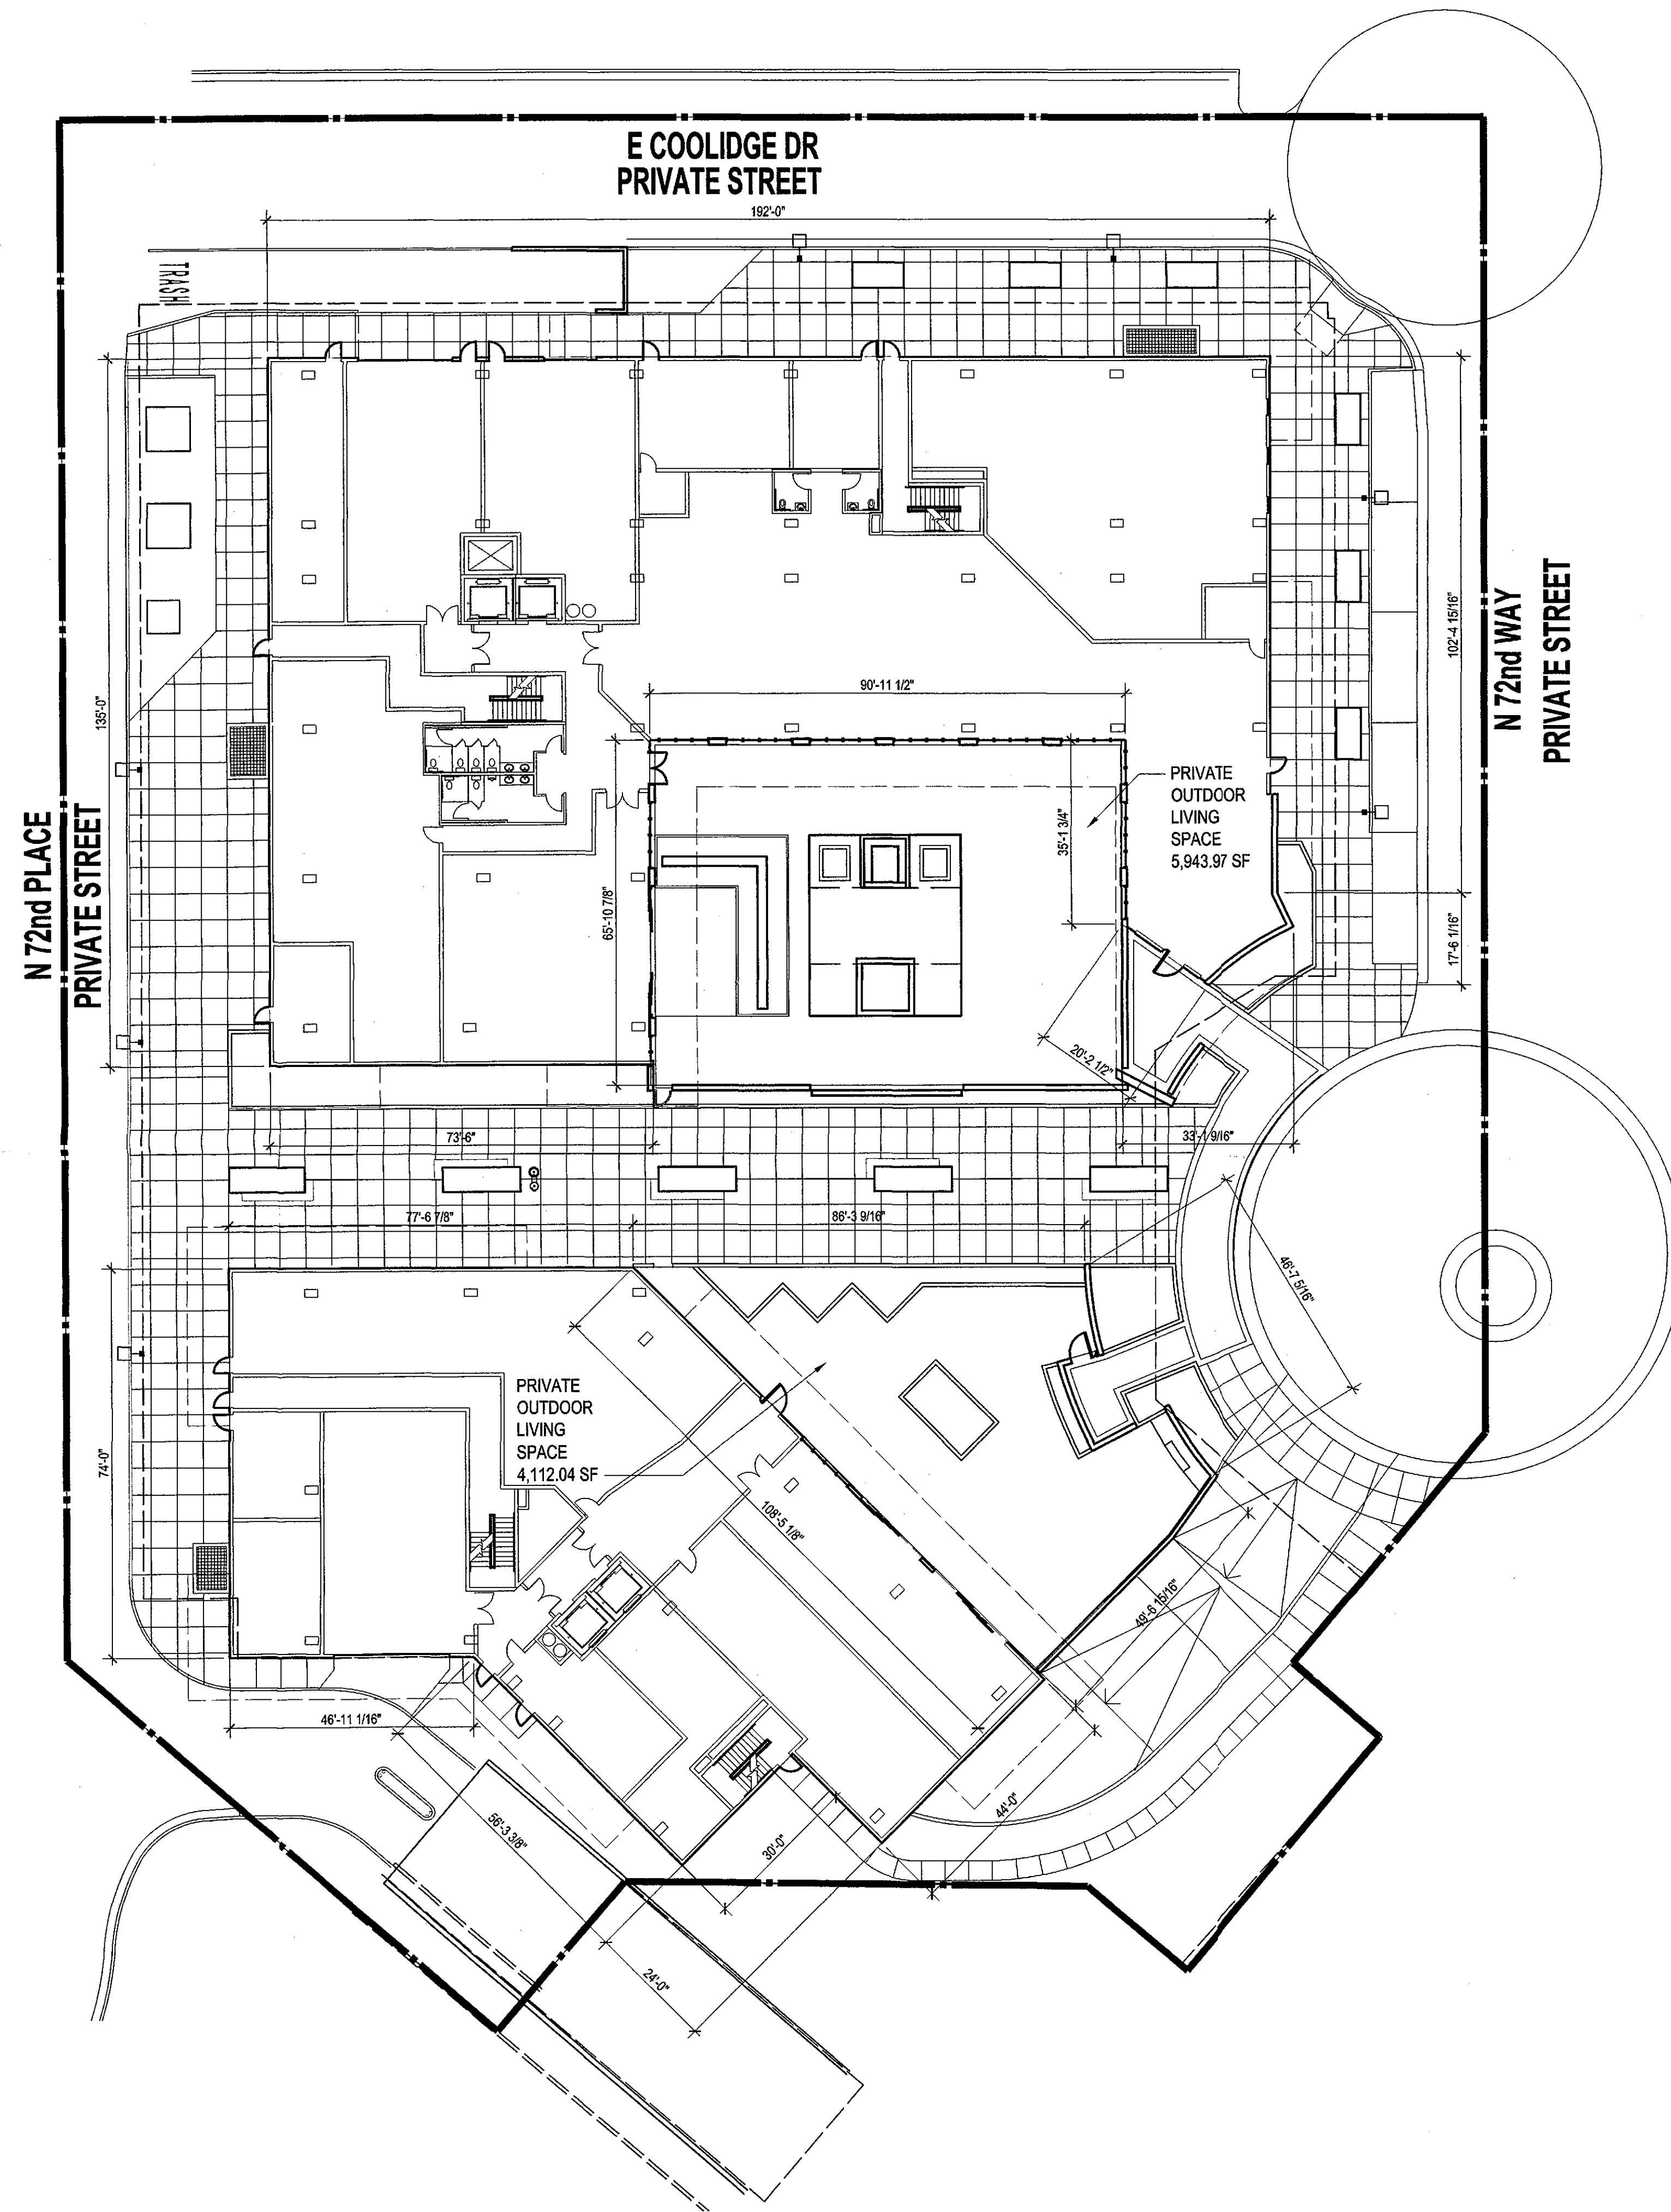 E COOLIDGE DR
PRIVATE STREET
192'-0"
TRASH
N 72nd WAY
PRIVATE STREET
102'-4 15/16"
17'-6 1/16"
135'-0"
N 72nd PLACE
PRIVATE STREET
90'-11 1/2"
35'-1 3/4"
65'-10 7/8"
PRIVATE
OUTDOOR
LIVING
SPACE
5,943.97 SF
20'-2 1/2"
73'-6"
33'-1 9/16"
77'-6 7/8"
86'-3 9/16"
46'-7 5/16"
74'-0"
PRIVATE
OUTDOOR
LIVING
SPACE
4,112.04 SF
108'-5 1/8"
49'-6 15/16"
46'-11 1/16"
56'-3 3/8"
30'-0"
44'-0"
24'-0"